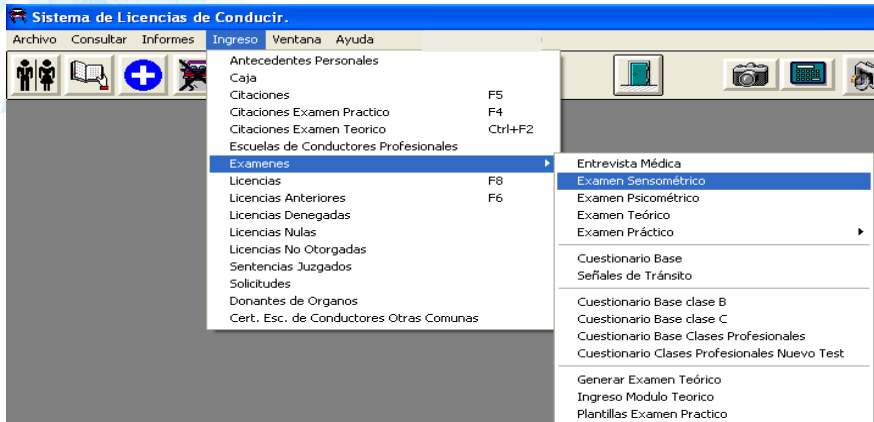 Sistema de Licencias de Conducir.
Archivo Consultar Informes Ingreso Ventana Ayuda
Antecedentes Personales
Caja
Citaciones F5
Citaciones Examen Practico F4
Citaciones Examen Teorico Ctrl+F2
Escuelas de Conductores Profesionales
Examenes
Licencias F8
Licencias Anteriores F6
Licencias Denegadas
Licencias Nulas
Licencias No Otorgadas
Sentencias Juzgados
Solicitudes
Donantes de Organos
Cert. Esc. de Conductores Otras Comunas
Entrevista Médica
Examen Sensométrico
Examen Psicométrico
Examen Teórico
Examen Práctico
Cuestionario Base
Señales de Tránsito
Cuestionario Base clase B
Cuestionario Base clase C
Cuestionario Base Clases Profesionales
Cuestionario Clases Profesionales Nuevo Test
Generar Examen Teórico
Ingreso Modulo Teorico
Plantillas Examen Practico